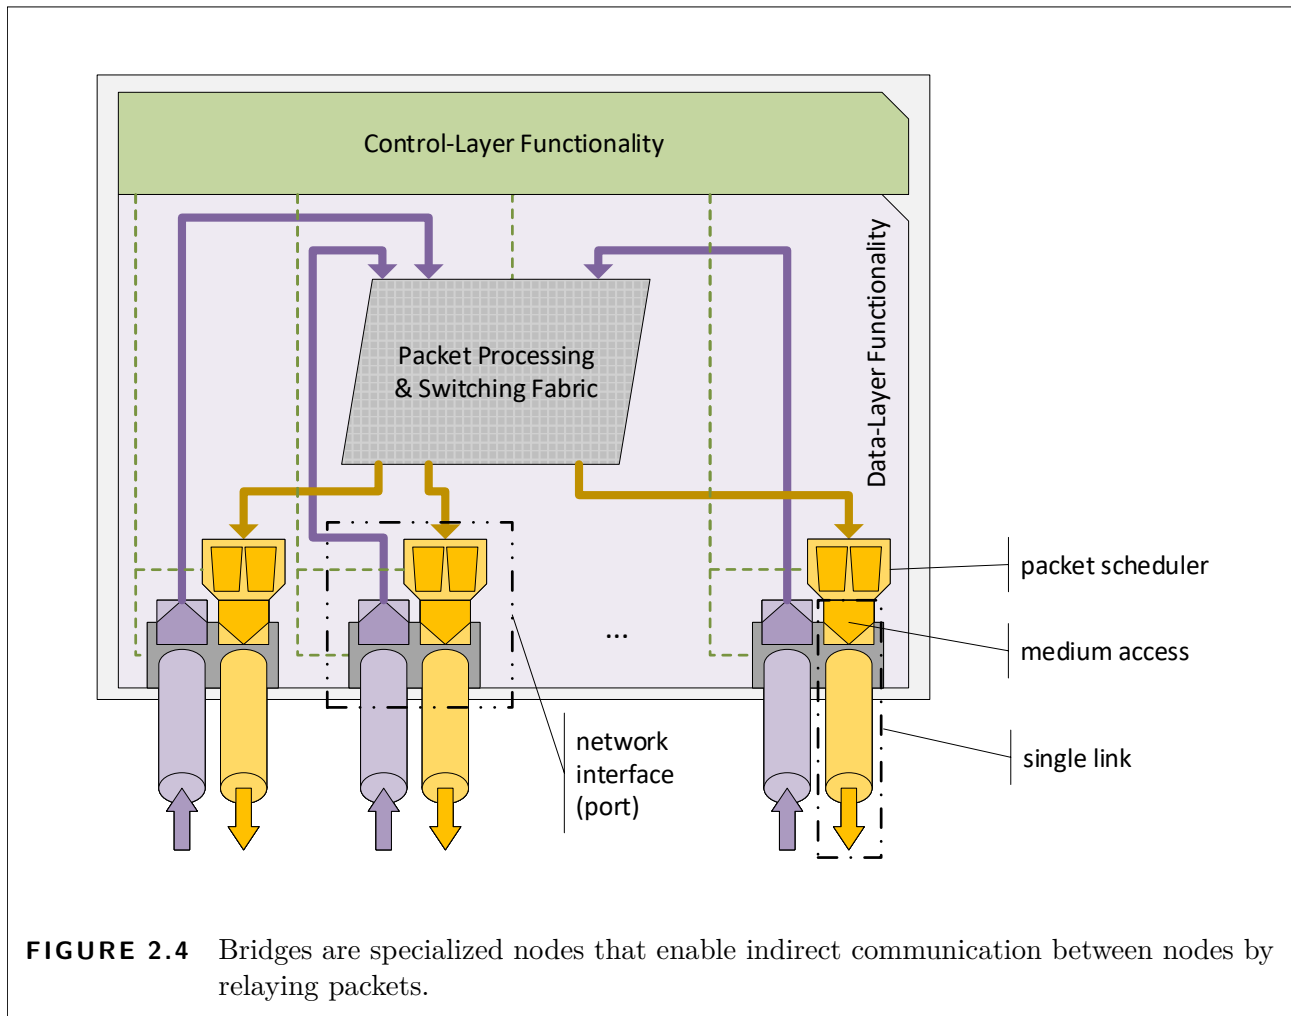 Control-Layer Functionality
Data-Layer Functionality
Packet Processing
& Switching Fabric
packet scheduler
...
medium access
network
interface
(port)
single link
FIGURE 2.4 Bridges are specialized nodes that enable indirect communication between nodes by
relaying packets.